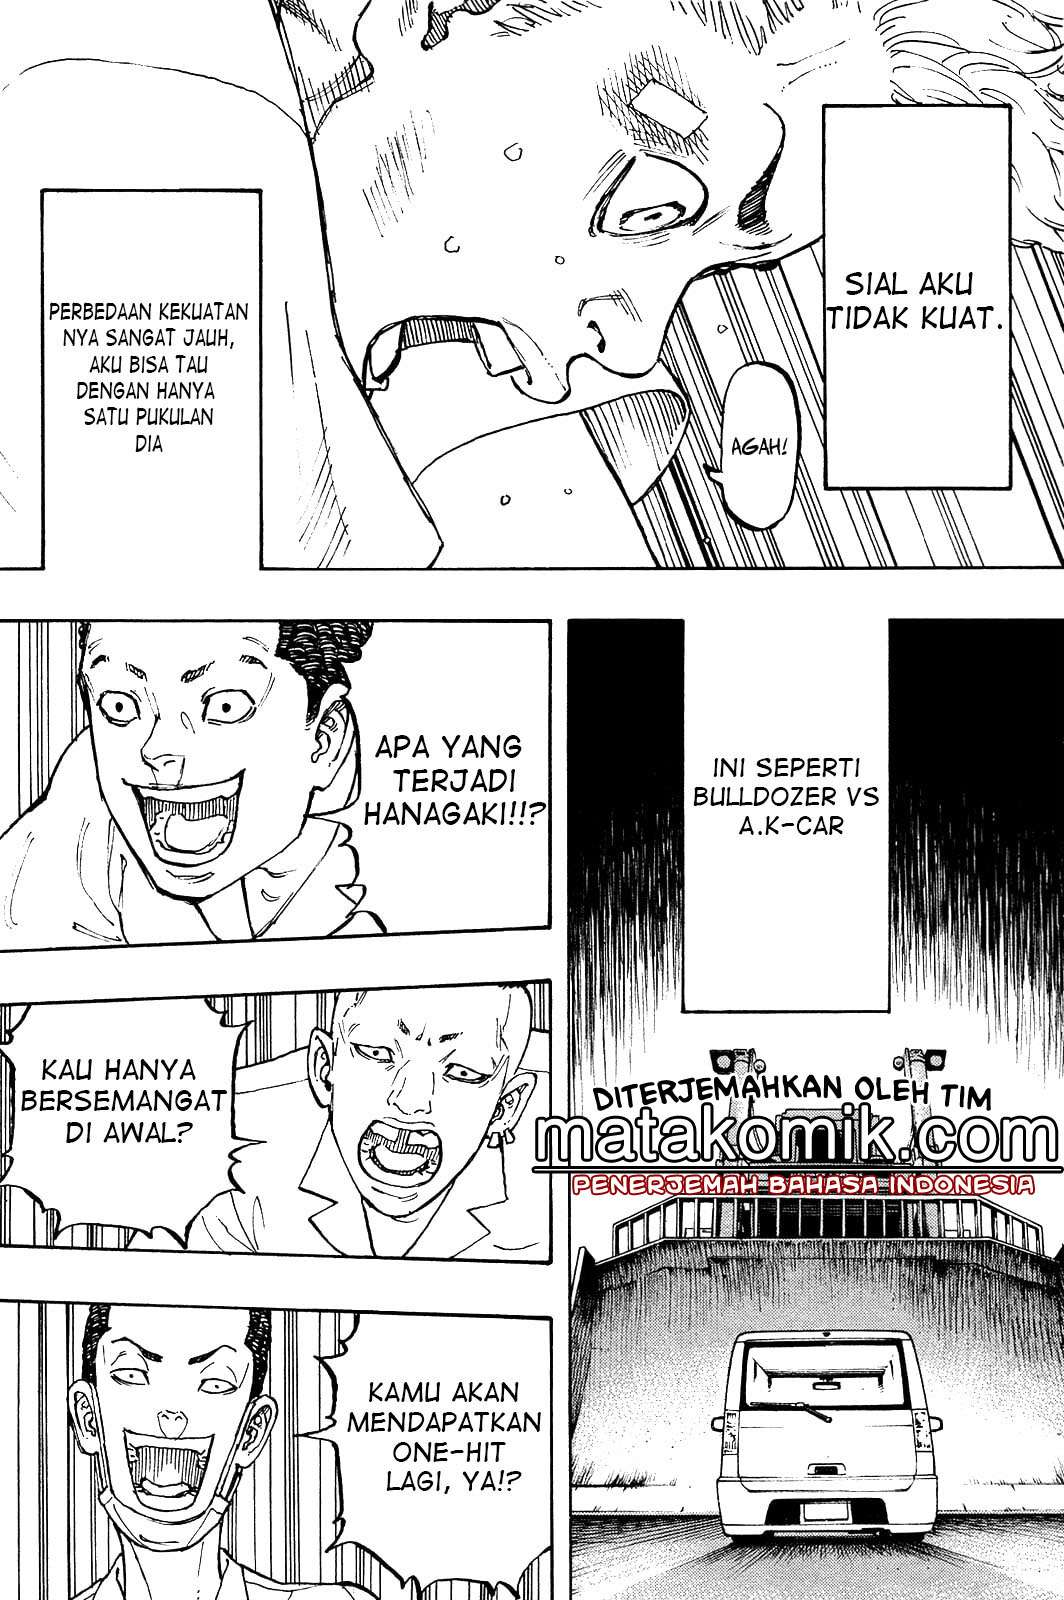 SIAL AKU
TIDAK KUAT.
AGAH!
PERBEDAAN KEKUATAN
NYA SANGAT JAUH,
AKU BISA TAU
DENGAN HANYA
SATU PUKULAN
DIA
INI SEPERTI
BULLDOZER VS
A.K-CAR
APA YANG
TERJADI
HANAGAKI!!?
KAU HANYA
BERSEMANGAT
DI AWAL?
KAMU AKAN
MENDAPATKAN
ONE-HIT
LAGI, YA!?
DITERJEMAHKAN OLEH TIM
matakomik.com
PENERJEMAH BAHASA INDONESIA